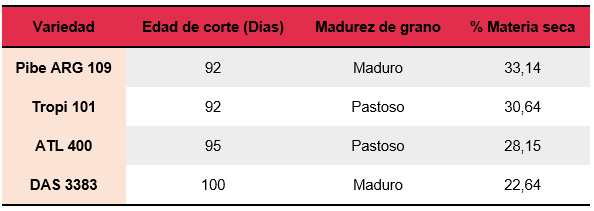 Variedad Edad de corte (Días) Madurez de grano % Materia seca
Pibe ARG 109 92 Maduro 33,14
Tropi 101 92 Pastoso 30,64
ATL 400 95 Pastoso 28,15
DAS 3383 100 Maduro 22,64